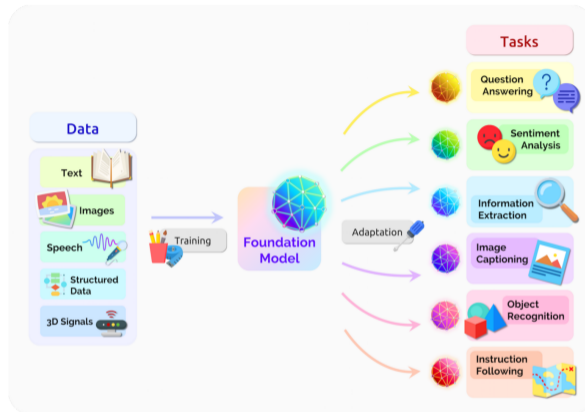 Data
Text
Images
Speech
Structured
Data
3D Signals
Training
Foundation
Model
Adaptation
Tasks
Question
Answering
?
Sentiment
Analysis
Information
Extraction
Image
Captioning
Object
Recognition
Instruction
Following